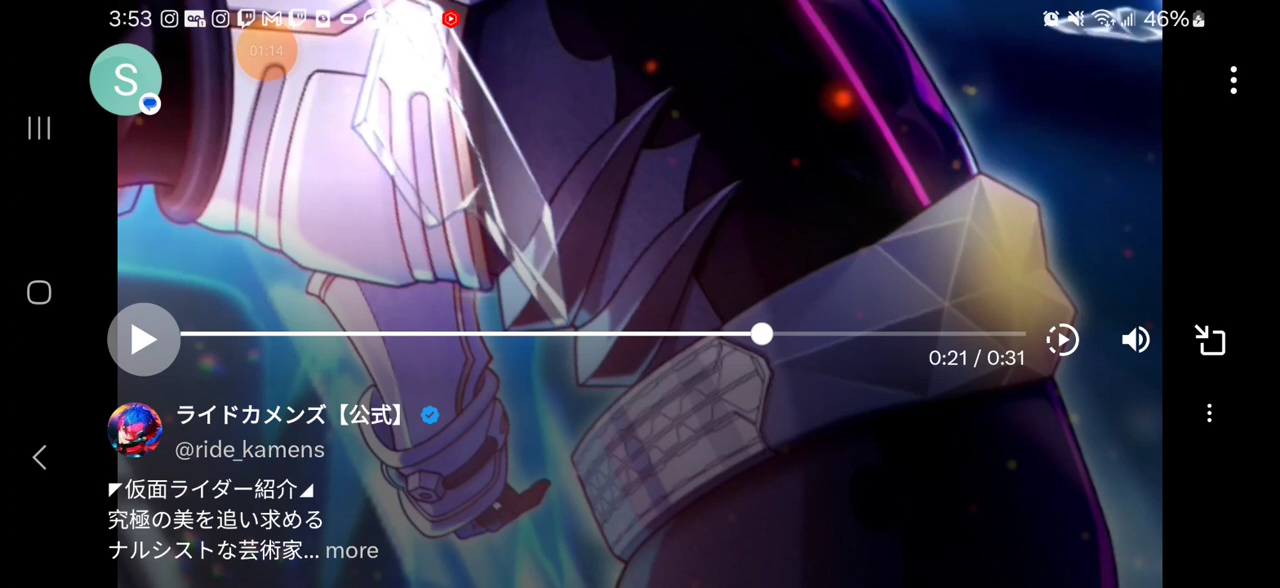 3:53
46%
01:14
S
0:21 / 0:31
ライドカメンズ【公式】
@ride_kamens
◤仮面ライダー紹介◢
究極の美を追い求める
ナルシストな芸術家... more